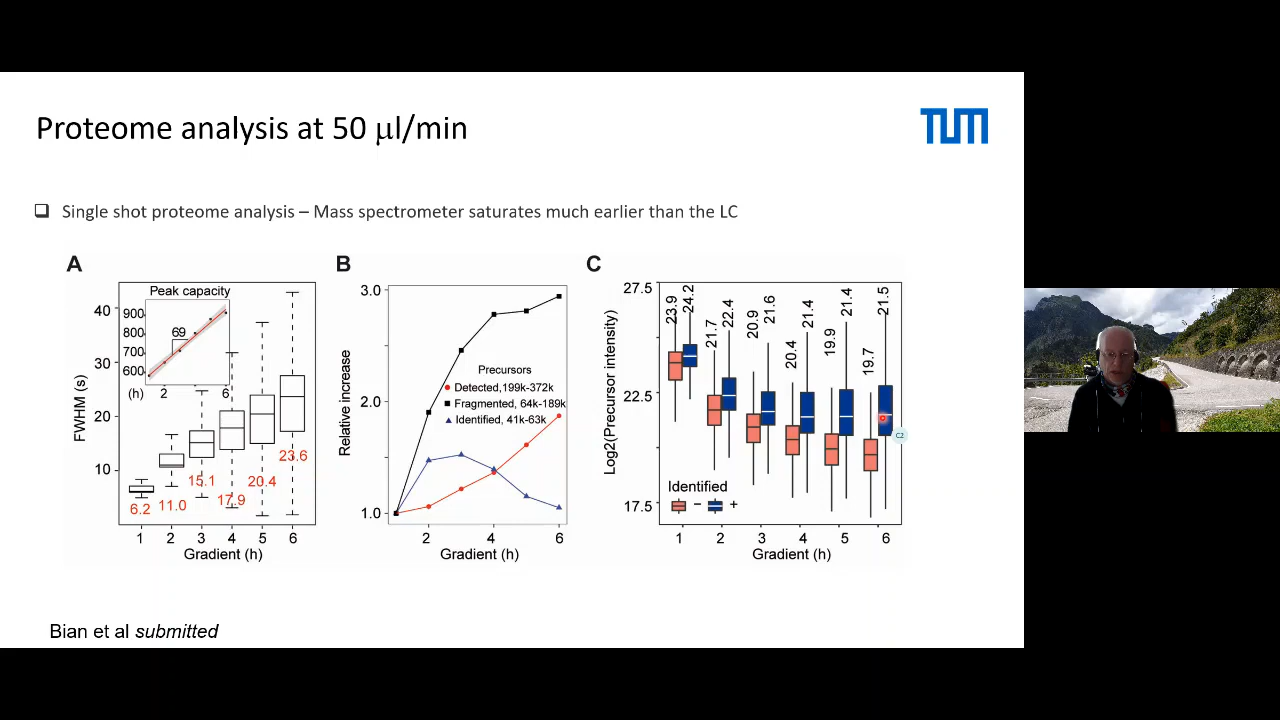 Proteome analysis at 50 μl/min
TUM
Single shot proteome analysis – Mass spectrometer saturates much earlier than the LC
A
Peak capacity
900
800
700
600
69
(h)
2
6
40
30
20
10
FWHM (s)
6.2
11.0
15.1
17.9
20.4
23.6
1
2
3
4
5
6
Gradient (h)
B
3.0
2.0
1.0
Relative increase
Precursors
Detected,199k-372k
Fragmented, 64k-189k
Identified, 41k-63k
2
4
6
Gradient (h)
C
27.5
22.5
17.5
Log2(Precursor intensity)
23.9
24.2
21.7
22.4
20.9
21.6
20.4
21.4
19.9
21.4
19.7
21.5
C2
Identified
−
+
1
2
3
4
5
6
Gradient (h)
Bian et al submitted